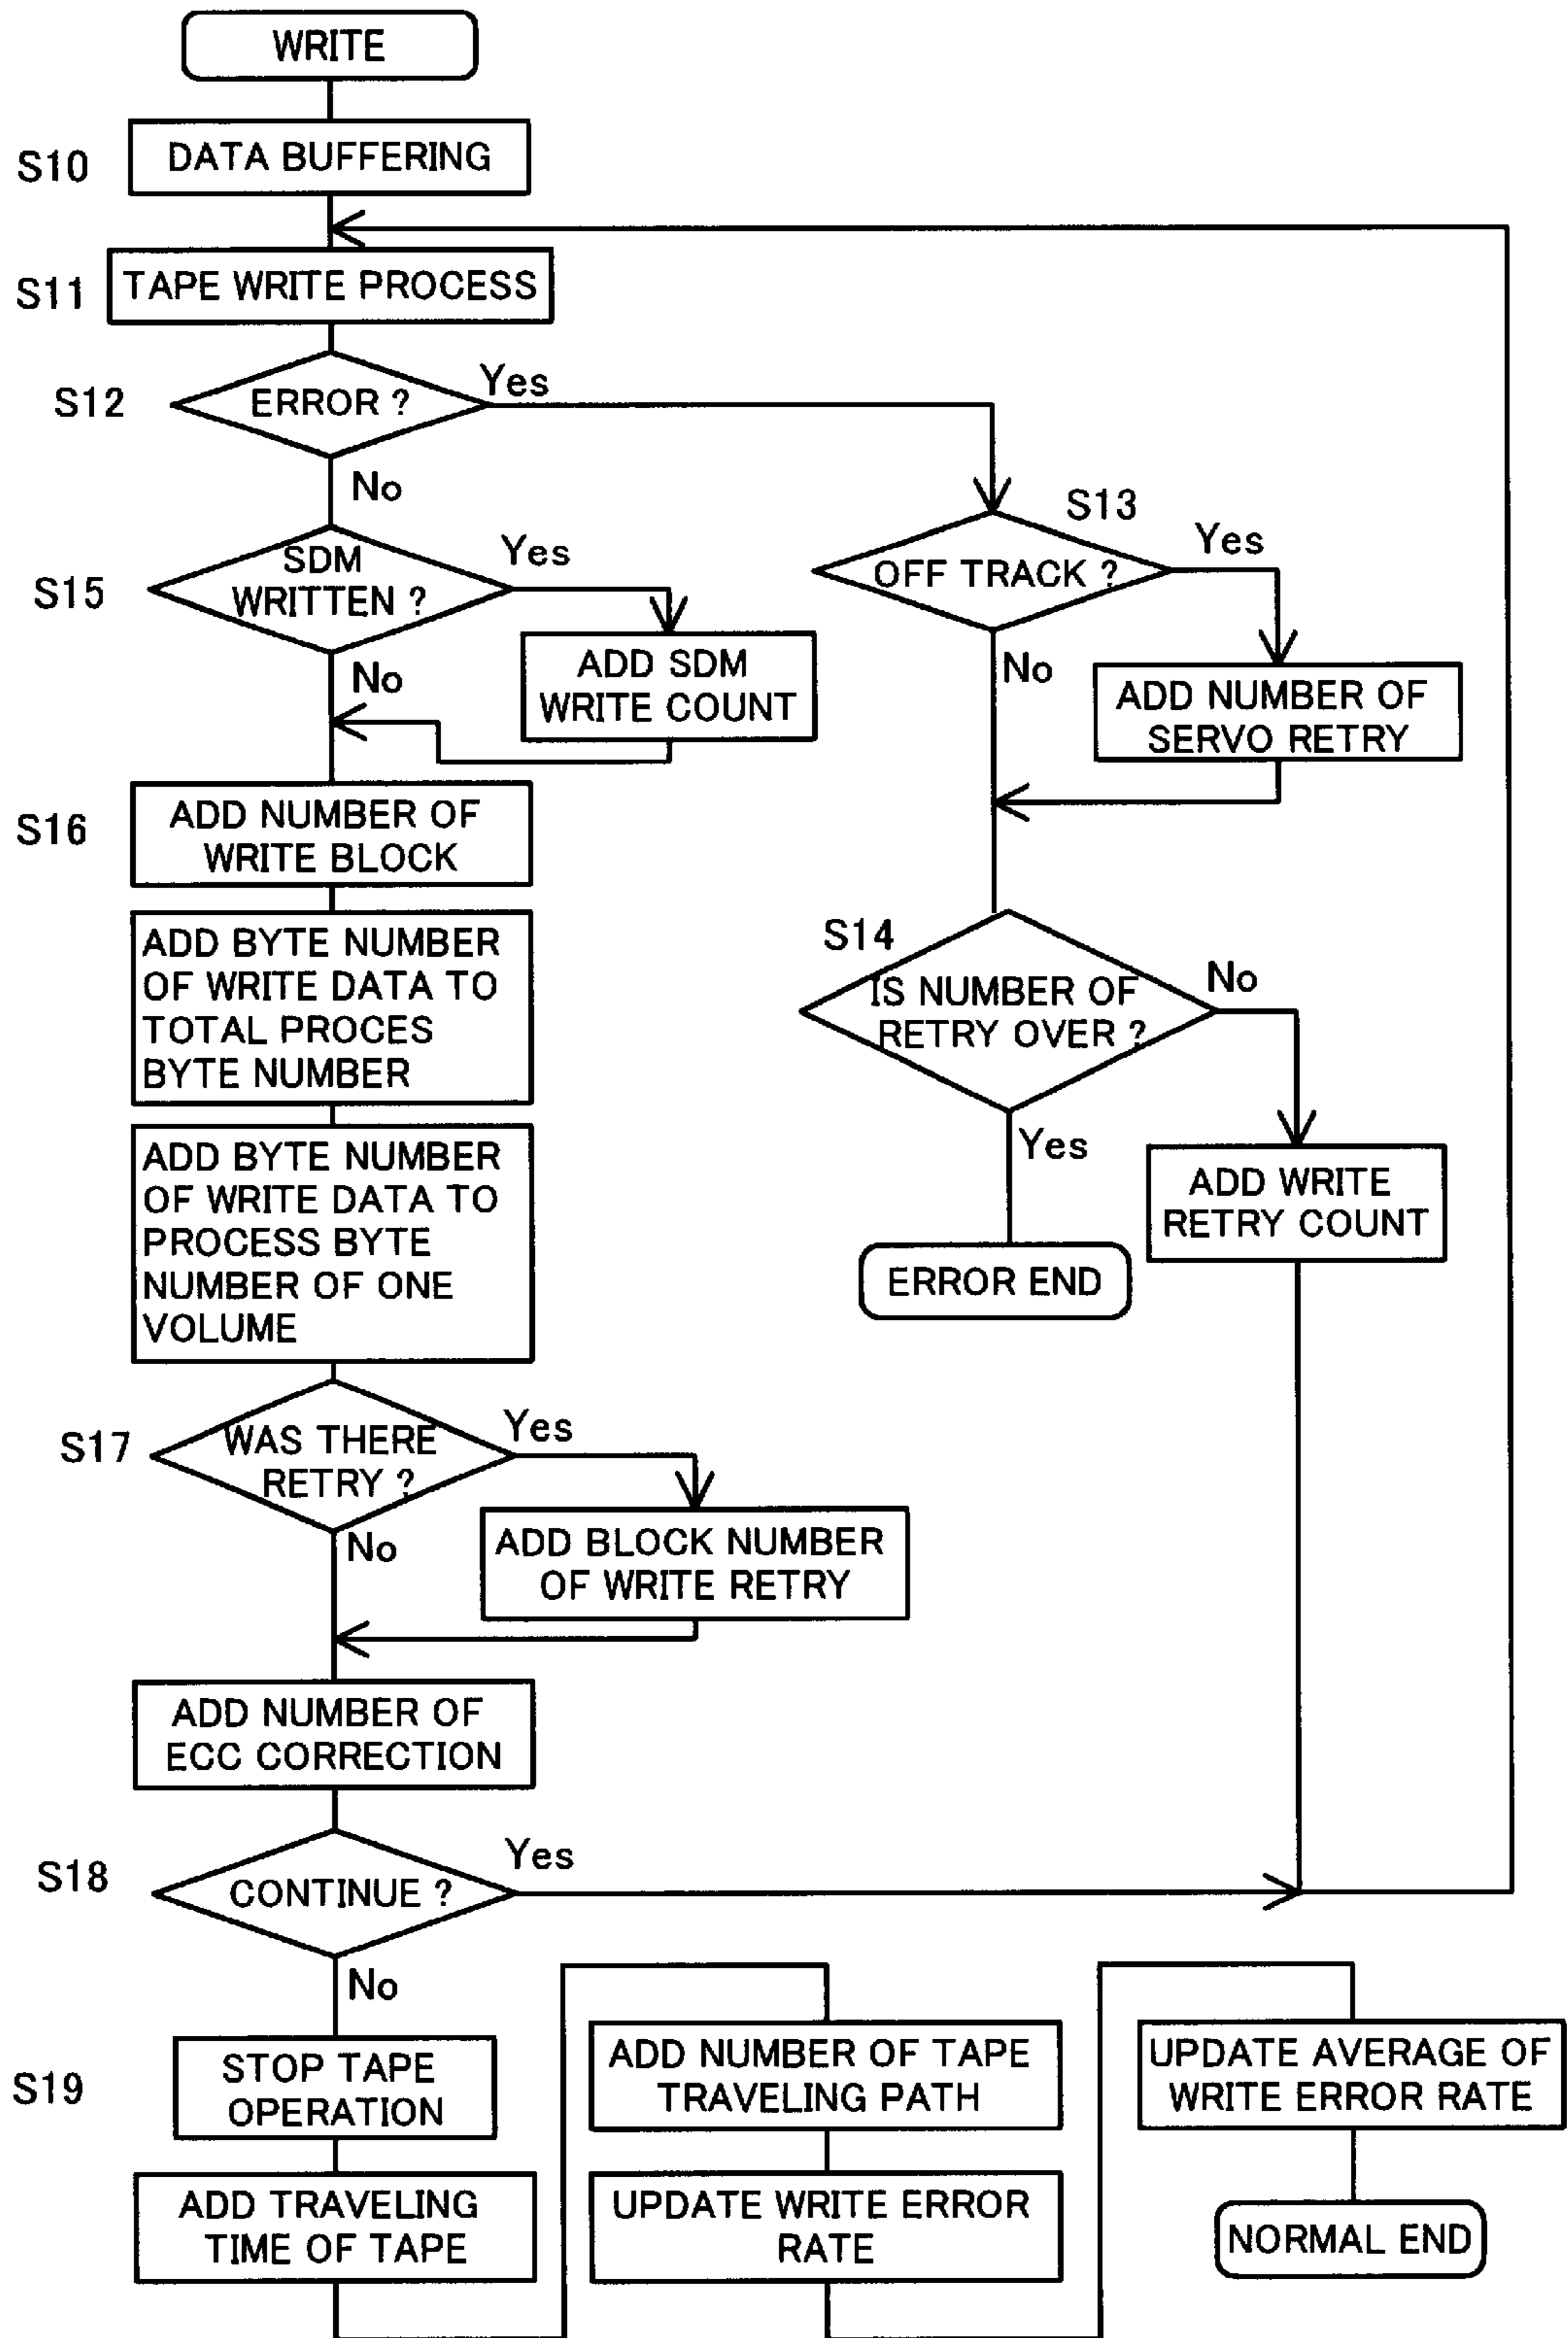 WRITE
S10
DATA BUFFERING
S11
TAPE WRITE PROCESS
S12
ERROR ?
Yes
No
S13
OFF TRACK ?
Yes
No
S15
SDM
WRITTEN ?
Yes
No
ADD SDM
WRITE COUNT
ADD NUMBER OF
SERVO RETRY
S16
ADD NUMBER OF
WRITE BLOCK
ADD BYTE NUMBER
OF WRITE DATA TO
TOTAL PROCES
BYTE NUMBER
S14
IS NUMBER OF
RETRY OVER ?
No
Yes
ADD WRITE
RETRY COUNT
ERROR END
ADD BYTE NUMBER
OF WRITE DATA TO
PROCESS BYTE
NUMBER OF ONE
VOLUME
S17
WAS THERE
RETRY ?
Yes
No
ADD BLOCK NUMBER
OF WRITE RETRY
ADD NUMBER OF
ECC CORRECTION
S18
CONTINUE ?
Yes
No
S19
STOP TAPE
OPERATION
ADD TRAVELING
TIME OF TAPE
ADD NUMBER OF TAPE
TRAVELING PATH
UPDATE WRITE ERROR
RATE
UPDATE AVERAGE OF
WRITE ERROR RATE
NORMAL END